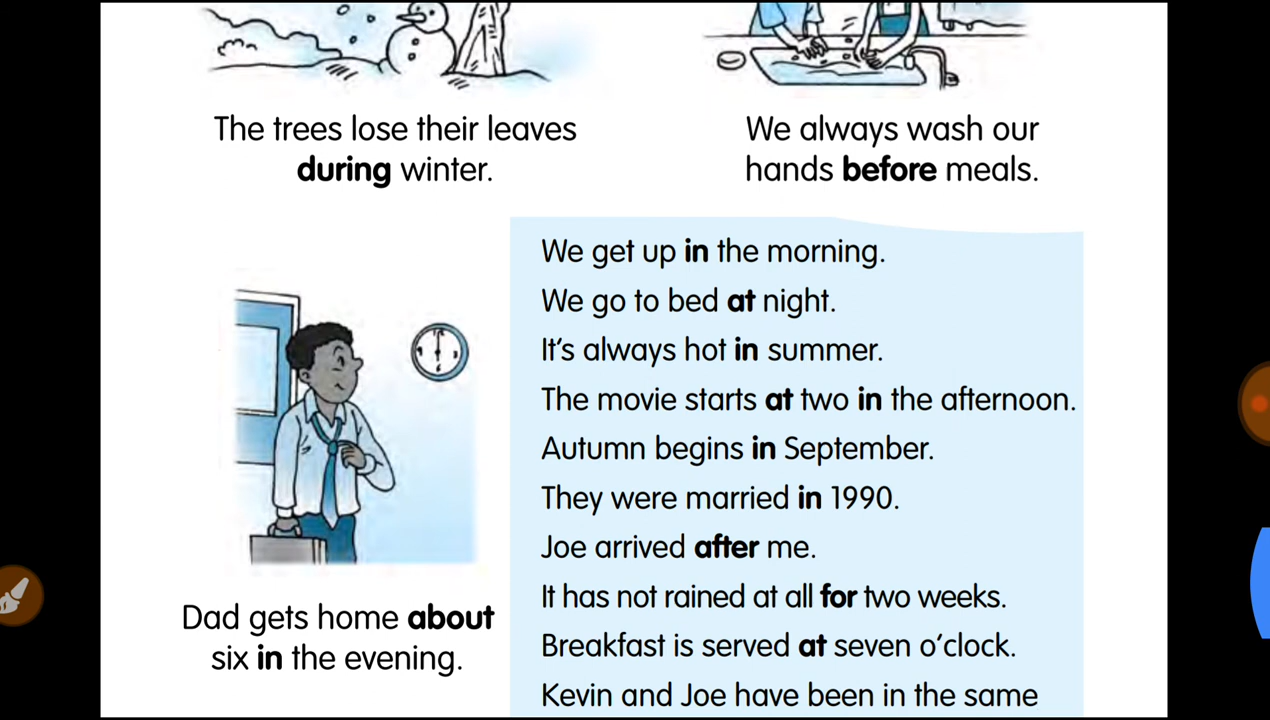 The trees lose their leaves
during winter.
We always wash our
hands before meals.
We get up in the morning.
We go to bed at night.
It's always hot in summer.
The movie starts at two in the afternoon.
Autumn begins in September.
They were married in 1990.
Joe arrived after me.
It has not rained at all for two weeks.
Breakfast is served at seven o'clock.
Kevin and Joe have been in the same
Dad gets home about
six in the evening.